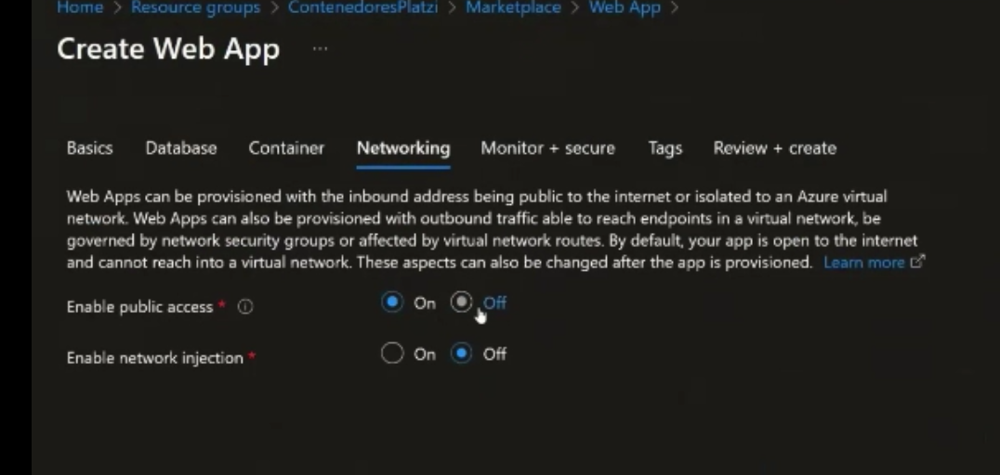 Home > Resource groups > ContenedoresPlatzi > Marketplace > Web App >
Create Web App ...
Basics Database Container Networking Monitor + secure Tags Review + create
Web Apps can be provisioned with the inbound address being public to the internet or isolated to an Azure virtual
network. Web Apps can also be provisioned with outbound traffic able to reach endpoints in a virtual network, be
governed by network security groups or affected by virtual network routes. By default, your app is open to the internet
and cannot reach into a virtual network. These aspects can also be changed after the app is provisioned. Learn more
Enable public access * On Off
Enable network injection * On Off